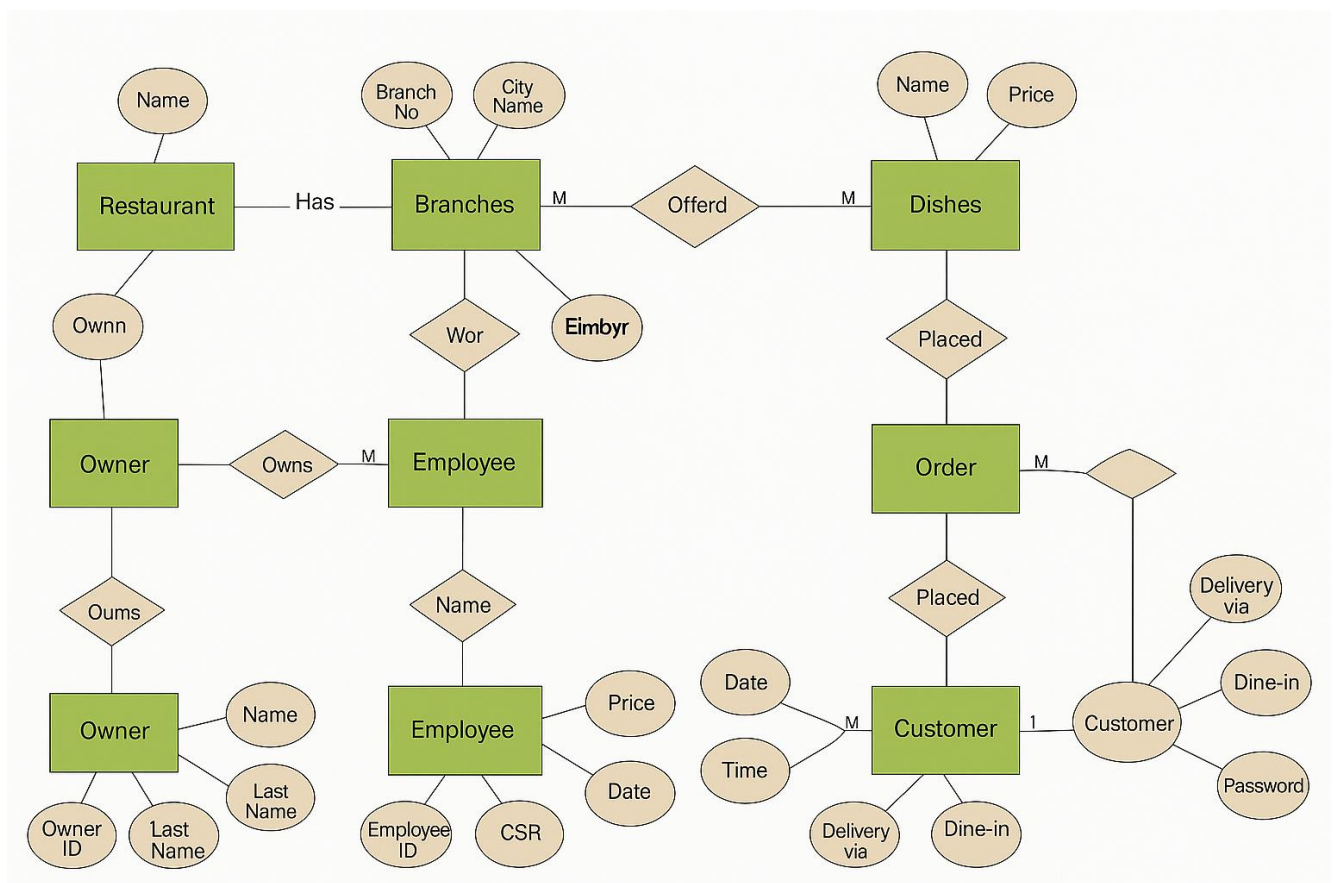 Name
Branch
No
City
Name
Name
Price
Restaurant
Has
Branches
M
Offerd
M
Dishes
Ownn
Wor
Eimbyr
Placed
Owner
Owns
M
Employee
Order
M
Oums
Name
Placed
Delivery
via
Date
Dine-in
Owner
Name
Employee
Price
M
Customer
1
Customer
Time
Password
Last
Name
Date
Owner
ID
Last
Name
Employee
ID
CSR
Delivery
via
Dine-in